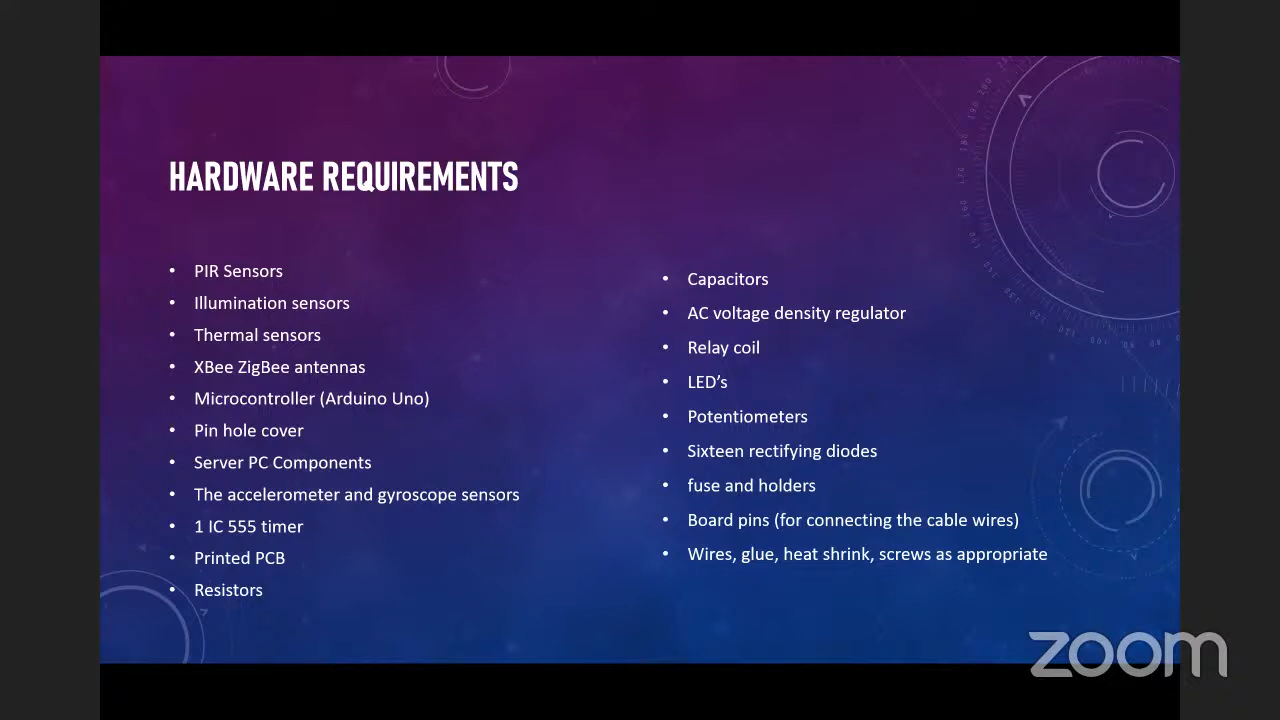 HARDWARE REQUIREMENTS
• PIR Sensors
• Illumination sensors
• Thermal sensors
• XBee ZigBee antennas
• Microcontroller (Arduino Uno)
• Pin hole cover
• Server PC Components
• The accelerometer and gyroscope sensors
• 1 IC 555 timer
• Printed PCB
• Resistors
• Capacitors
• AC voltage density regulator
• Relay coil
• LED’s
• Potentiometers
• Sixteen rectifying diodes
• fuse and holders
• Board pins (for connecting the cable wires)
• Wires, glue, heat shrink, screws as appropriate
zoom